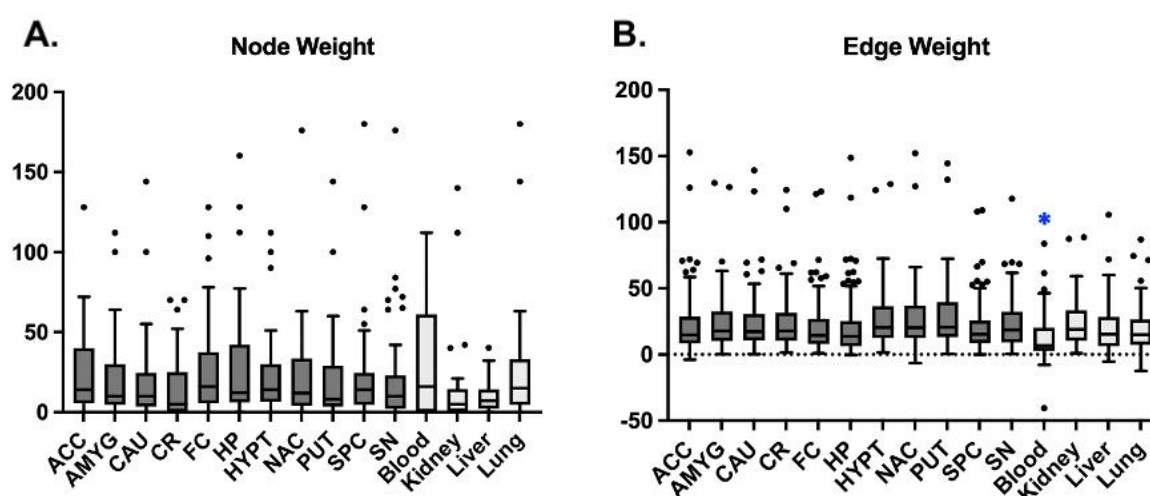 A.
Node Weight
200
150
100
50
0
ACC
AMYG
CAU
CR
FC
HP
HYPT
NAC
PUT
SPC
SN
Blood
Kidney
Liver
Lung
B.
Edge Weight
200
150
100
50
0
-50
*
ACC
AMYG
CAU
CR
FC
HP
HYPT
NAC
PUT
SPC
SN
Blood
Kidney
Liver
Lung